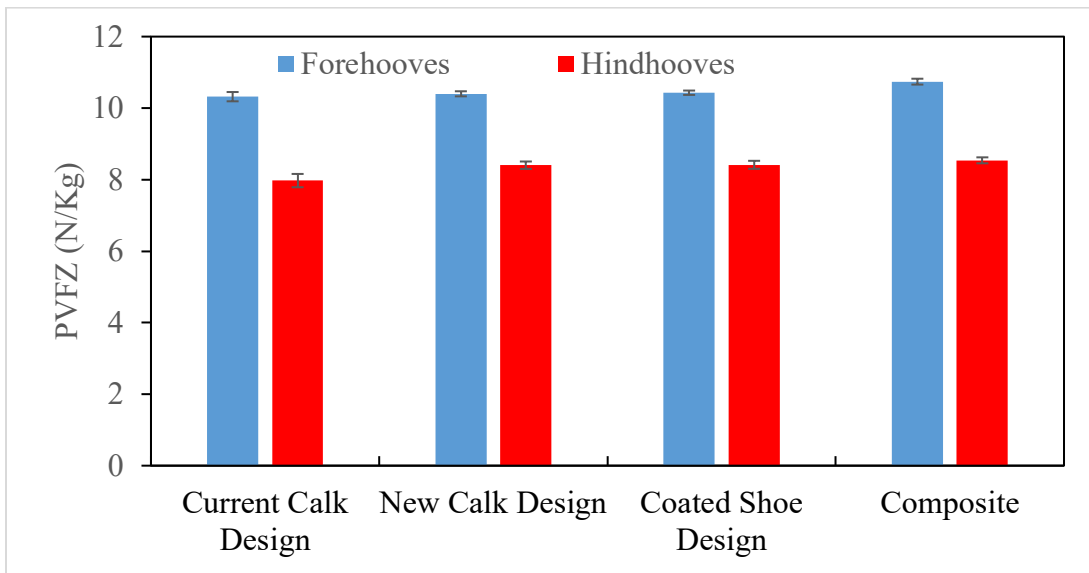 12
Forehooves Hindhooves
10
8
6
4
2
0
PVFZ (N/Kg)
Current Calk Design
New Calk Design
Coated Shoe Design
Composite